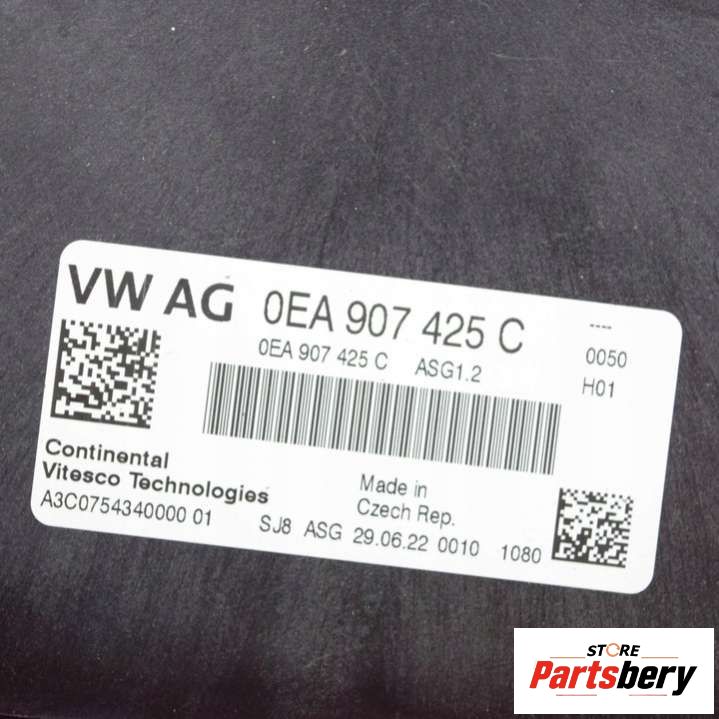 VW AG 0EA 907 425 C ----
0EA 907 425 C ASG1.2 0050
H01
Continental
Vitesco Technologies
A3C0754340000 01
Made in
Czech Rep.
SJ8 ASG 29.06.22 0010 1080
STORE
Partsbery